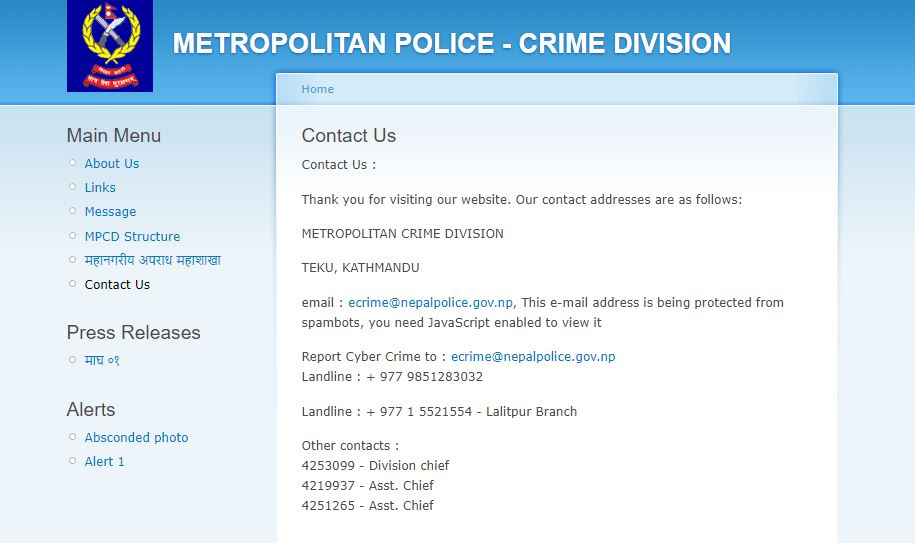 METROPOLITAN POLICE - CRIME DIVISION
Home
Main Menu
About Us
Links
Message
MPCD Structure
महानगरीय अपराध महाशाखा
Contact Us
Press Releases
माघ ०१
Alerts
Absconded photo
Alert 1
Contact Us
Contact Us :
Thank you for visiting our website. Our contact addresses are as follows:
METROPOLITAN CRIME DIVISION
TEKU, KATHMANDU
email : ecrime@nepalpolice.gov.np, This e-mail address is being protected from
spambots, you need JavaScript enabled to view it
Report Cyber Crime to : ecrime@nepalpolice.gov.np
Landline : + 977 9851283032
Landline : + 977 1 5521554 - Lalitpur Branch
Other contacts :
4253099 - Division chief
4219937 - Asst. Chief
4251265 - Asst. Chief